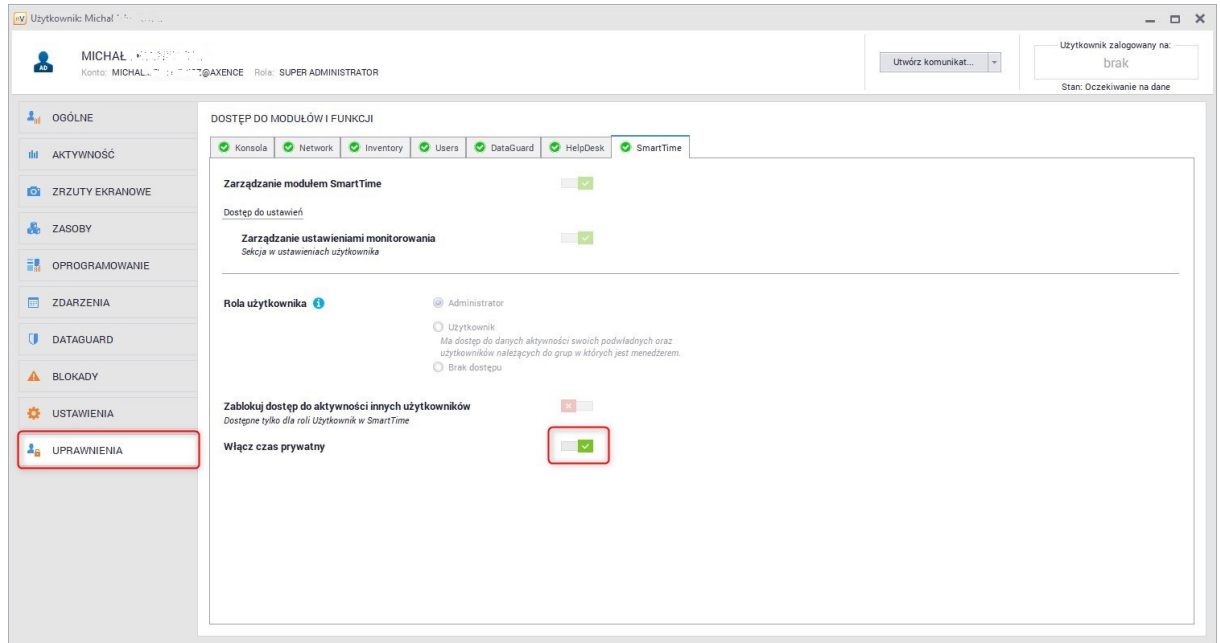 nV Użytkownik: Michał
MICHAŁ
AD
Konto: MICHAL @AXENCE Rola: SUPER ADMINISTRATOR
Utwórz komunikat...
Użytkownik zalogowany na:
brak
Stan: Oczekiwanie na dane
OGÓLNE
AKTYWNOŚĆ
ZRZUTY EKRANOWE
ZASOBY
OPROGRAMOWANIE
ZDARZENIA
DATAGUARD
BLOKADY
USTAWIENIA
UPRAWNIENIA
DOSTĘP DO MODUŁÓW I FUNKCJI
Konsola Network Inventory Users DataGuard HelpDesk SmartTime
Zarządzanie modułem SmartTime
Dostęp do ustawień
Zarządzanie ustawieniami monitorowania
Sekcja w ustawieniach użytkownika
Rola użytkownika
Administrator
Użytkownik
Ma dostęp do danych aktywności swoich podwładnych oraz
użytkowników należących do grup w których jest menedżerem.
Brak dostępu
Zablokuj dostęp do aktywności innych użytkowników
Dostępne tylko dla roli Użytkownik w SmartTime
Włącz czas prywatny